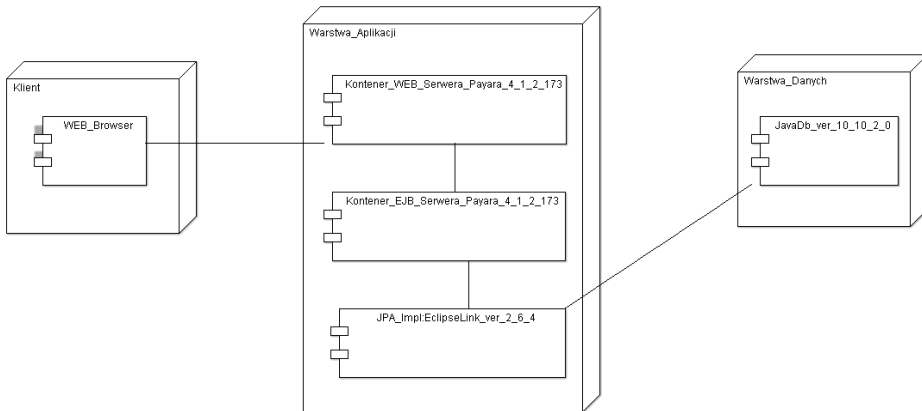 Klient
WEB_Browser
Warstwa_Aplikacji
Kontener_WEB_Serwera_Payara_4_1_2_173
Kontener_EJB_Serwera_Payara_4_1_2_173
JPA_Impl:EclipseLink_ver_2_6_4
Warstwa_Danych
JavaDb_ver_10_10_2_0